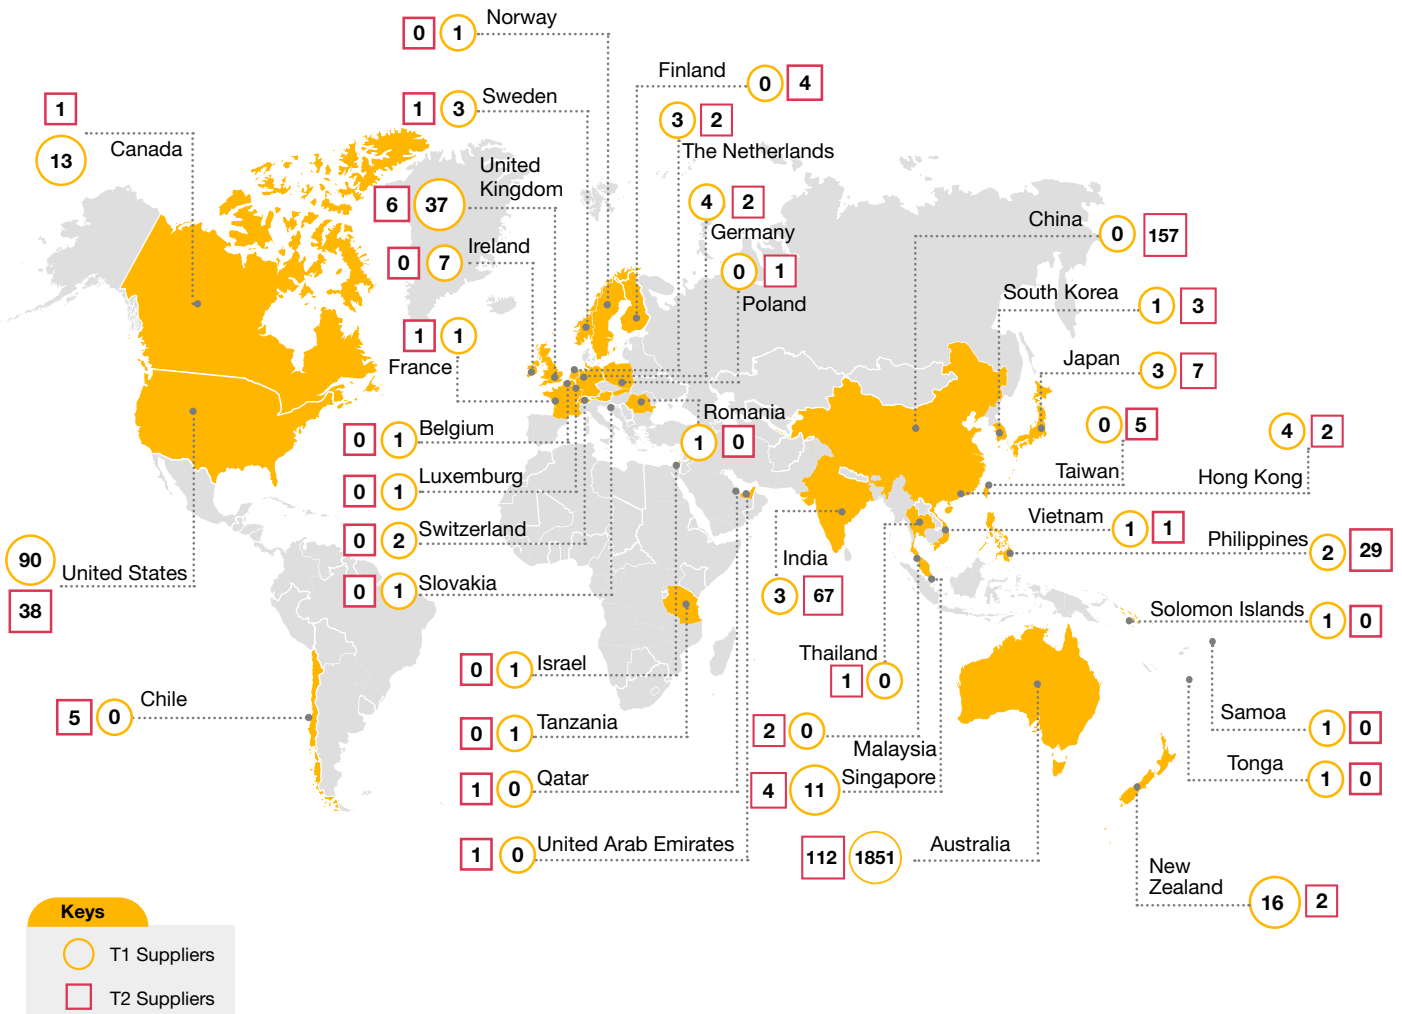 0 1 Norway
1 3 Sweden
1
13
Canada
6 37 United
Kingdom
0 7 Ireland
1 1
France
0 1 Belgium
0 1 Luxemburg
0 2 Switzerland
0 1 Slovakia
Finland 0 4
3 2
The Netherlands
4 2
Germany
0 1
Poland
Romania
1 0
China 0 157
South Korea 1 3
Japan 3 7
0 5
Taiwan
4 2
Hong Kong
Vietnam 1 1
Philippines 2 29
India
3 67
Solomon Islands 1 0
Thailand
1 0
Samoa 1 0
Tonga 1 0
2 0
Malaysia
4 11 Singapore
112 1851 Australia
New
Zealand 16 2
90
United States
38
5 0 Chile
0 1 Israel
0 1 Tanzania
1 0 Qatar
1 0 United Arab Emirates
Keys
T1 Suppliers
T2 Suppliers